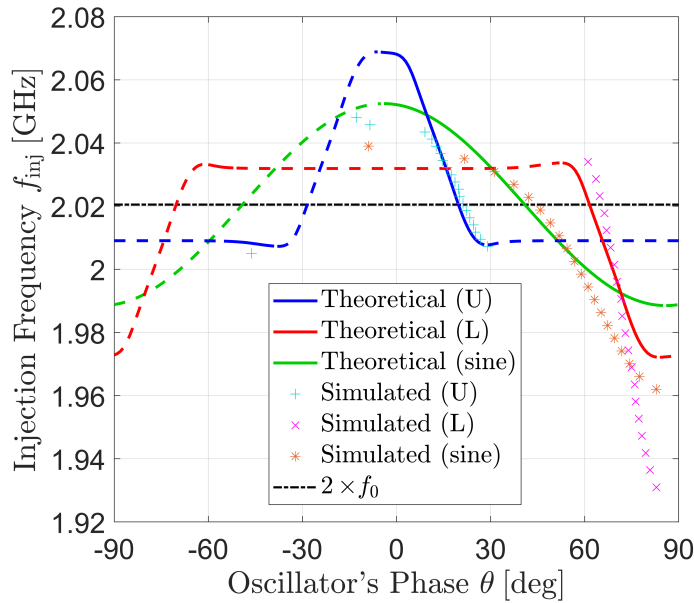 2.08
2.06
2.04
2.02
2
1.98
1.96
1.94
1.92
Injection Frequency f_inj [GHz]
Theoretical (U)
Theoretical (L)
Theoretical (sine)
Simulated (U)
Simulated (L)
Simulated (sine)
2 × f_0
-90 -60 -30 0 30 60 90
Oscillator's Phase θ [deg]